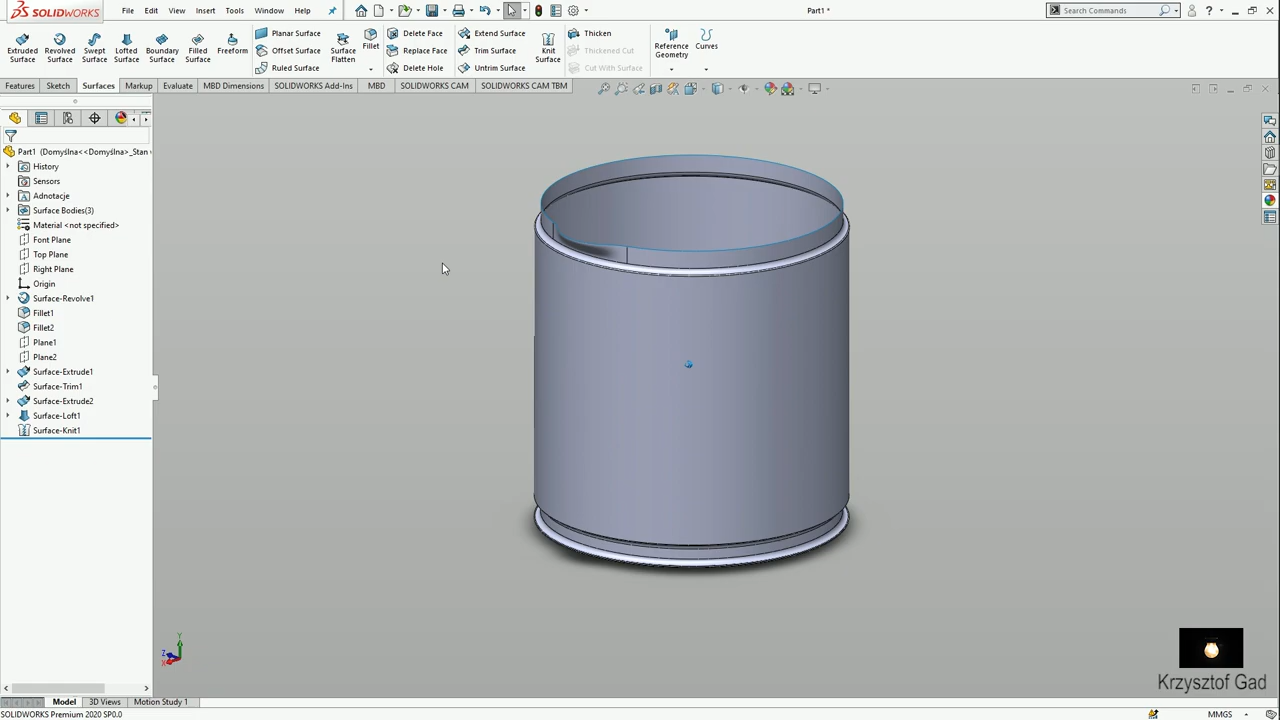 SOLIDWORKS File Edit View Insert Tools Window Help Part1 * Search Commands
Extruded Surface
Revolved Surface
Swept Surface
Lofted Surface
Boundary Surface
Filled Surface
Freeform
Planar Surface
Offset Surface
Ruled Surface
Surface Flatten
Fillet
Delete Face
Replace Face
Delete Hole
Extend Surface
Trim Surface
Untrim Surface
Knit Surface
Thicken
Thickened Cut
Cut With Surface
Reference Geometry
Curves
Features Sketch Surfaces Markup Evaluate MBD Dimensions SOLIDWORKS Add-Ins MBD SOLIDWORKS CAM SOLIDWORKS CAM TBM
Part1 (Domyślna<<Domyślna>_Stan w
History
Sensors
Adnotacje
Surface Bodies(3)
Material <not specified>
Font Plane
Top Plane
Right Plane
Origin
Surface-Revolve1
Fillet1
Fillet2
Plane1
Plane2
Surface-Extrude1
Surface-Trim1
Surface-Extrude2
Surface-Loft1
Surface-Knit1
Y
Z
X
Krzysztof Gad
Model 3D Views Motion Study 1
SOLIDWORKS Premium 2020 SP0.0 MMGS